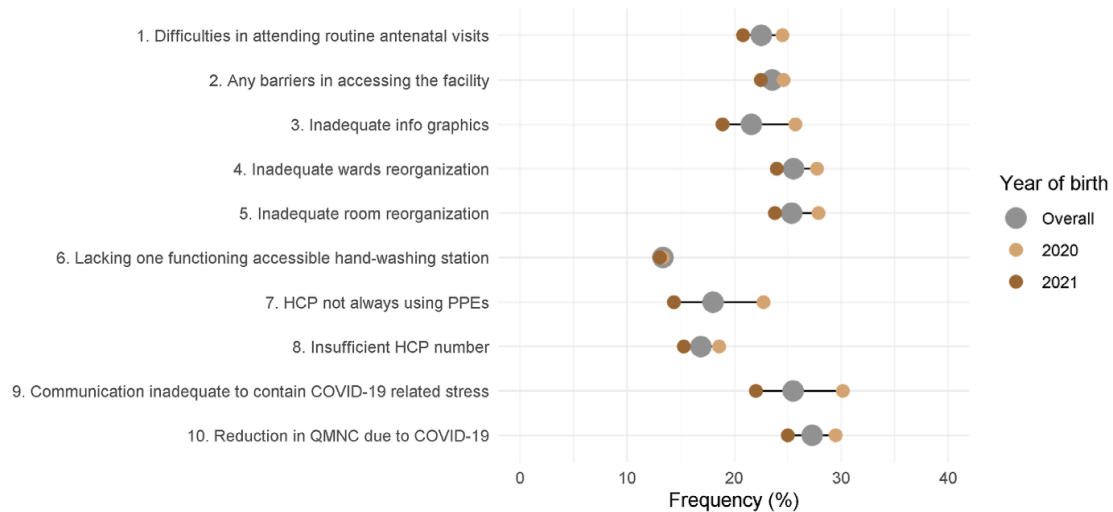 1. Difficulties in attending routine antenatal visits
2. Any barriers in accessing the facility
3. Inadequate info graphics
4. Inadequate wards reorganization
5. Inadequate room reorganization
6. Lacking one functioning accessible hand-washing station
7. HCP not always using PPEs
8. Insufficient HCP number
9. Communication inadequate to contain COVID-19 related stress
10. Reduction in QMNC due to COVID-19
0 10 20 30 40
Frequency (%)
Year of birth
Overall
2020
2021